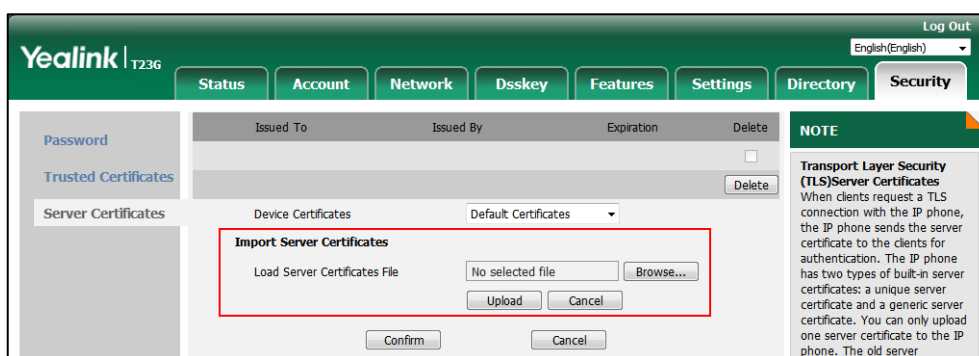 Log Out
Yealink T23G
English(English)
Status Account Network Dsskey Features Settings Directory Security
Password
Trusted Certificates
Server Certificates
Issued To Issued By Expiration Delete
Delete
Device Certificates Default Certificates
Import Server Certificates
Load Server Certificates File No selected file Browse...
Upload Cancel
Confirm Cancel
NOTE
Transport Layer Security
(TLS)Server Certificates
When clients request a TLS
connection with the IP phone,
the IP phone sends the server
certificate to the clients for
authentication. The IP phone
has two types of built-in server
certificates: a unique server
certificate and a generic server
certificate. You can only upload
one server certificate to the IP
phone. The old server